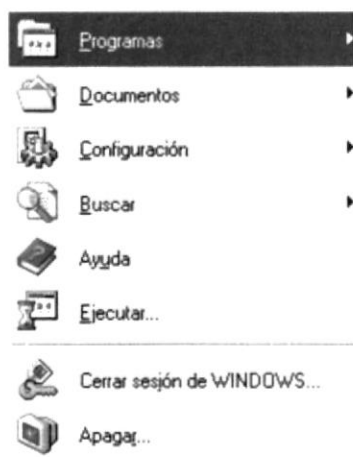 Programas
Documentos
Configuración
Buscar
Ayuda
Ejecutar...
Cerrar sesión de WINDOWS...
Apagar...